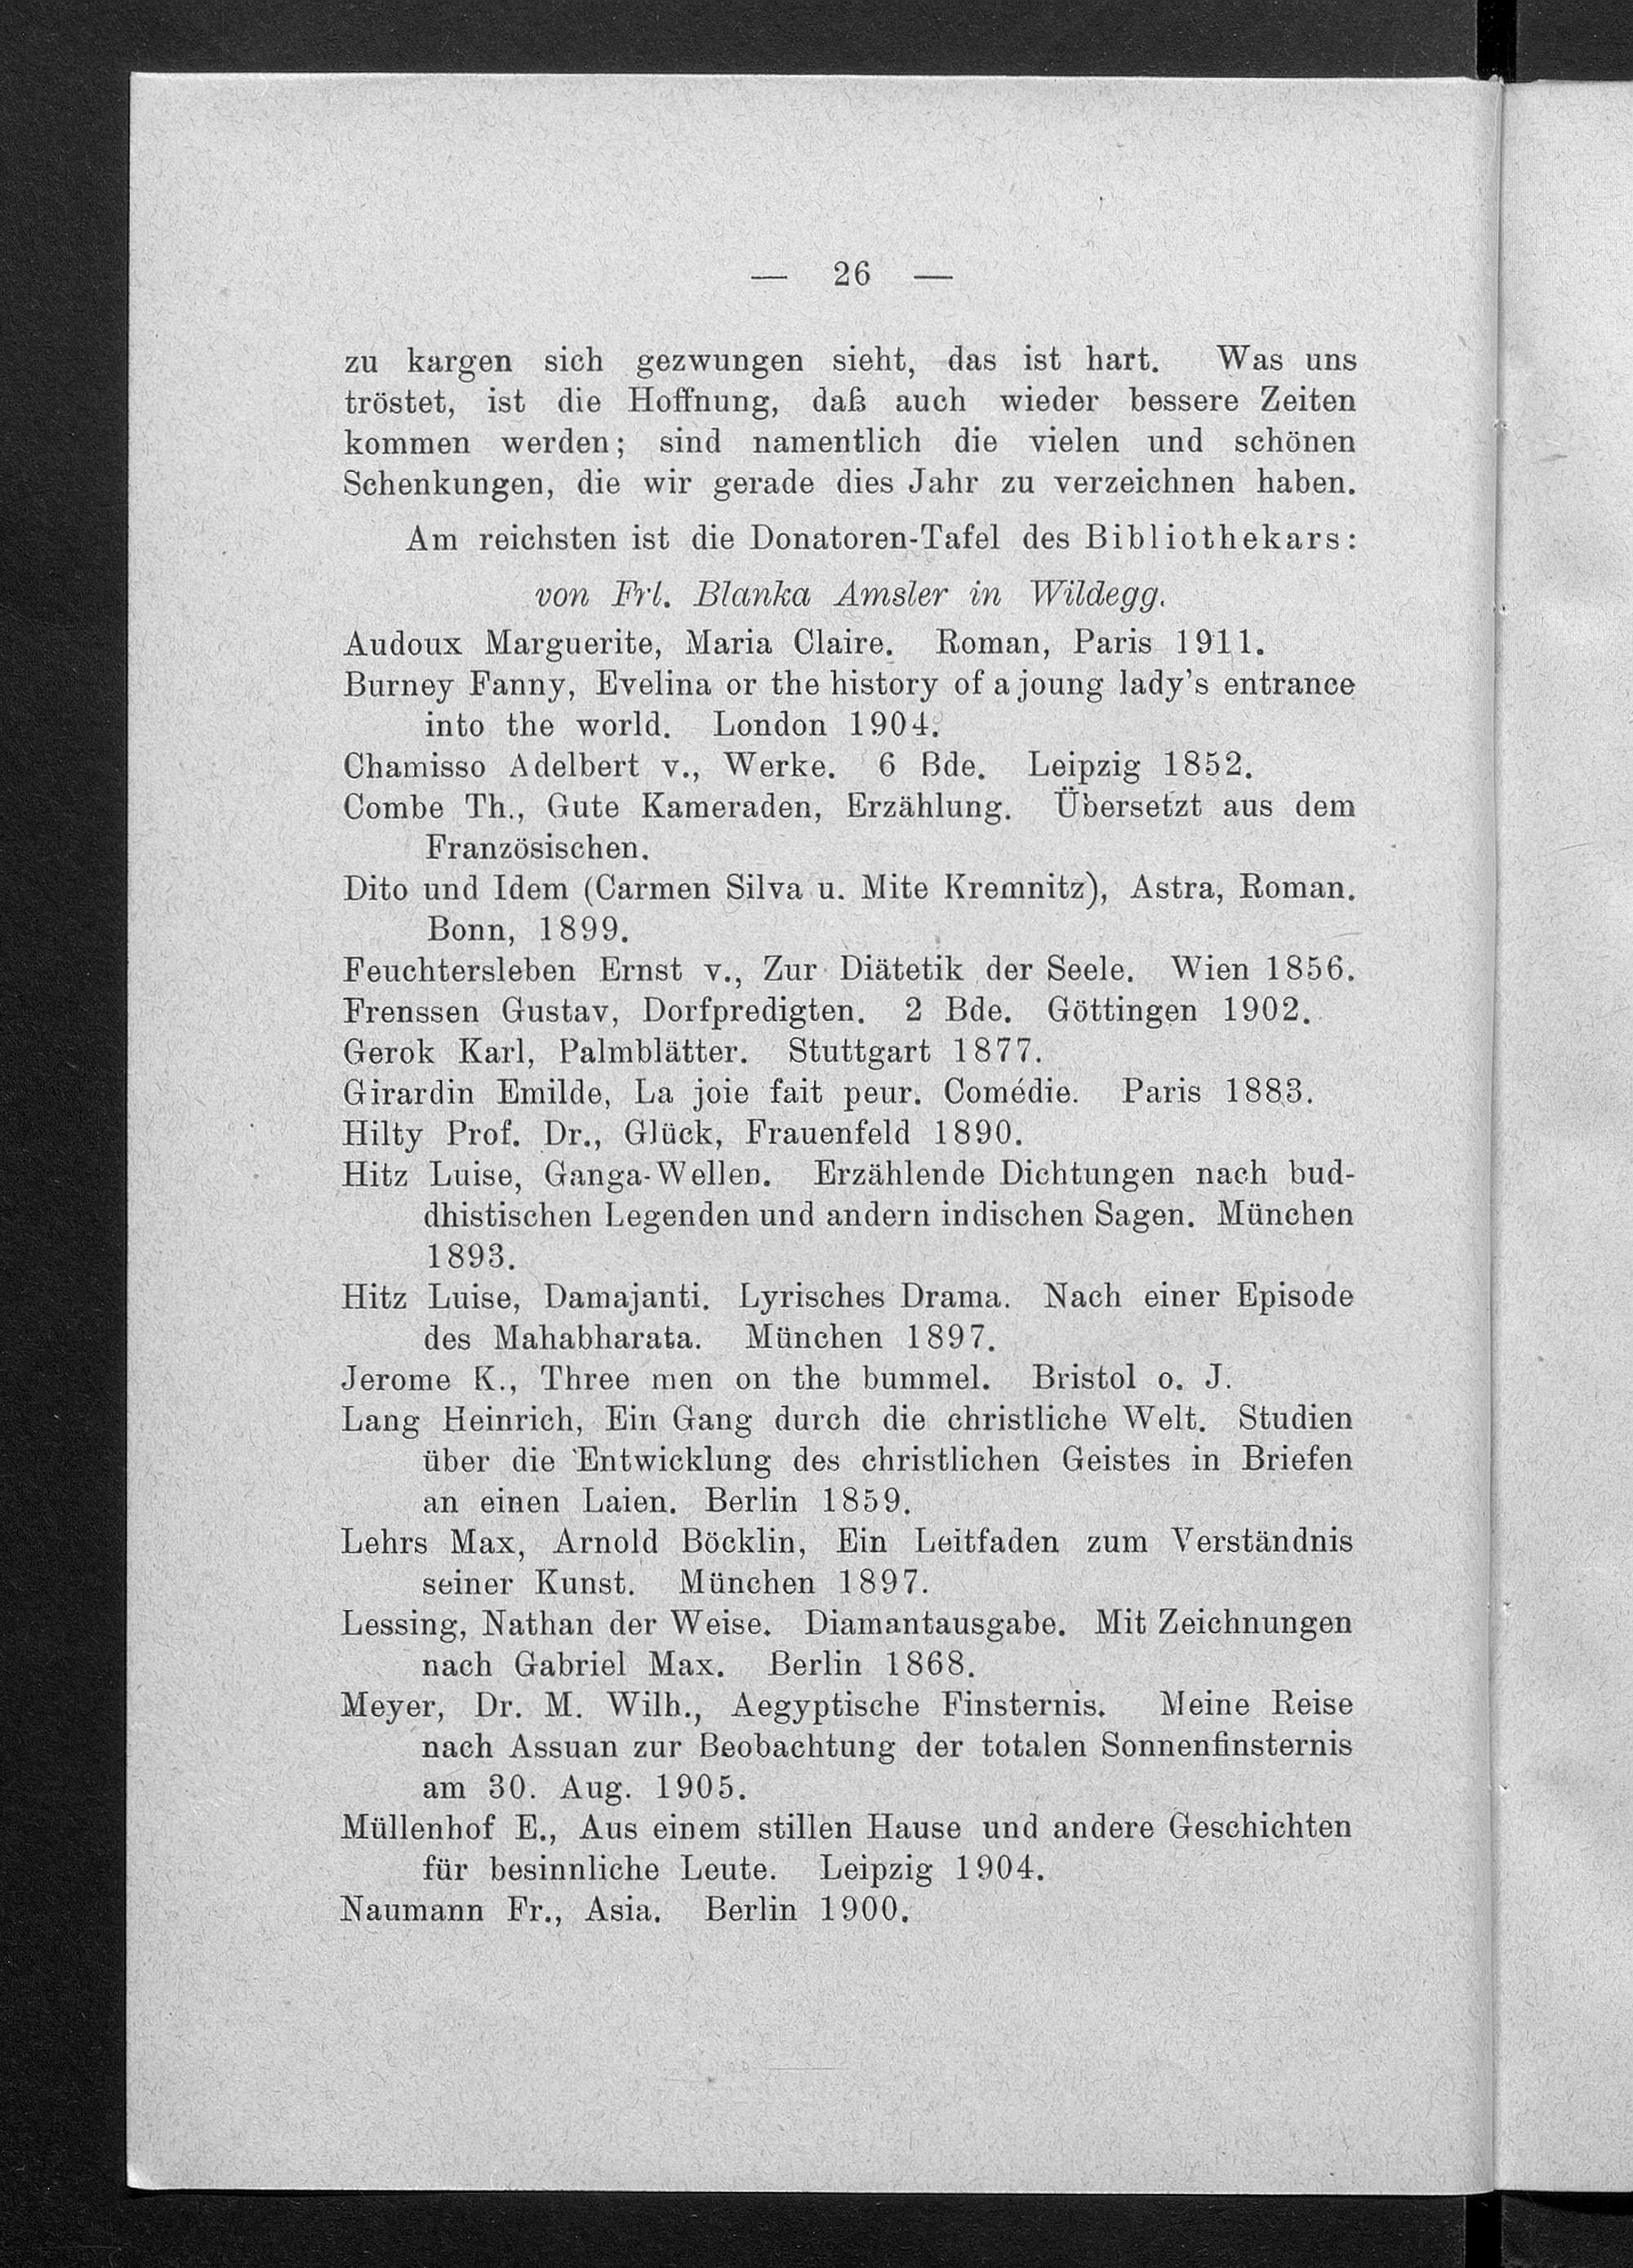 — 26 —
zu kargen sich gezwungen sieht, das ist hart. Was uns
tröstet, ist die Hoffnung, daß auch wieder bessere Zeiten
kommen werden; sind namentlich die vielen und schönen
Schenkungen, die wir gerade dies Jahr zu verzeichnen haben.
Am reichsten ist die Donatoren-Tafel des Bibliothekars:
von Frl. Blanka Amsler in Wildegg.
Audoux Marguerite, Maria Claire. Roman, Paris 1911.
Burney Fanny, Evelina or the history of a joung lady's entrance
into the world. London 1904.
Chamisso Adelbert v., Werke. 6 Bde. Leipzig 1852.
Combe Th., Gute Kameraden, Erzählung. Übersetzt aus dem
Französischen.
Dito und Idem (Carmen Silva u. Mite Kremnitz), Astra, Roman.
Bonn, 1899.
Feuchtersleben Ernst v., Zur Diätetik der Seele. Wien 1856.
Frenssen Gustav, Dorfpredigten. 2 Bde. Göttingen 1902.
Gerok Karl, Palmblätter. Stuttgart 1877.
Girardin Emilde, La joie fait peur. Comédie. Paris 1883.
Hilty Prof. Dr., Glück, Frauenfeld 1890.
Hitz Luise, Ganga-Wellen. Erzählende Dichtungen nach bud-
dhistischen Legenden und andern indischen Sagen. München
1893.
Hitz Luise, Damajanti. Lyrisches Drama. Nach einer Episode
des Mahabharata. München 1897.
Jerome K., Three men on the bummel. Bristol o. J.
Lang Heinrich, Ein Gang durch die christliche Welt. Studien
über die Entwicklung des christlichen Geistes in Briefen
an einen Laien. Berlin 1859.
Lehrs Max, Arnold Böcklin, Ein Leitfaden zum Verständnis
seiner Kunst. München 1897.
Lessing, Nathan der Weise. Diamantausgabe. Mit Zeichnungen
nach Gabriel Max. Berlin 1868.
Meyer, Dr. M. Wilh., Aegyptische Finsternis. Meine Reise
nach Assuan zur Beobachtung der totalen Sonnenfinsternis
am 30. Aug. 1905.
Müllenhof E., Aus einem stillen Hause und andere Geschichten
für besinnliche Leute. Leipzig 1904.
Naumann Fr., Asia. Berlin 1900.